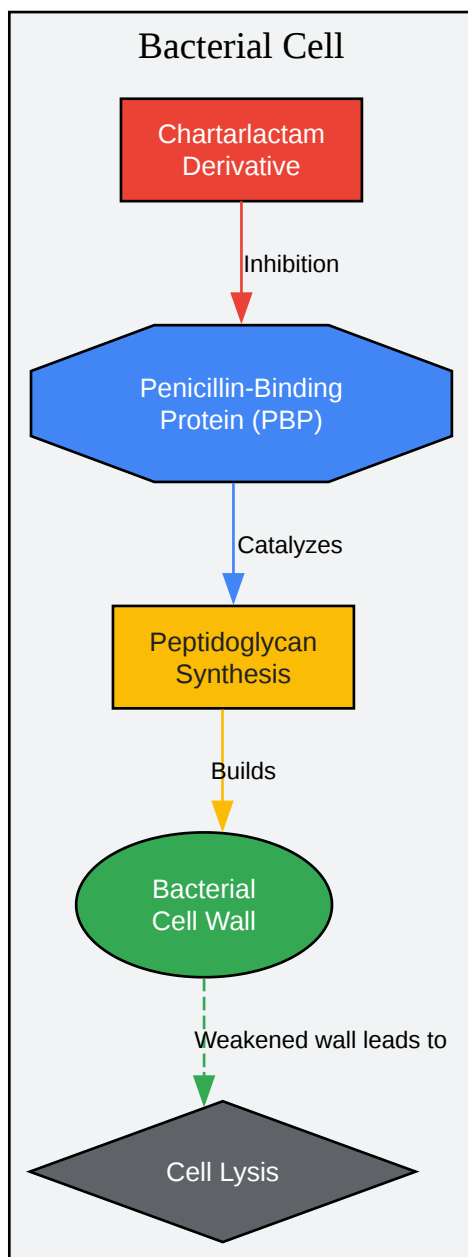 Bacterial Cell
Chartarlactam
Derivative
Inhibition
Penicillin-Binding
Protein (PBP)
Catalyzes
Peptidoglycan
Synthesis
Builds
Bacterial
Cell Wall
Weakened wall leads to
Cell Lysis